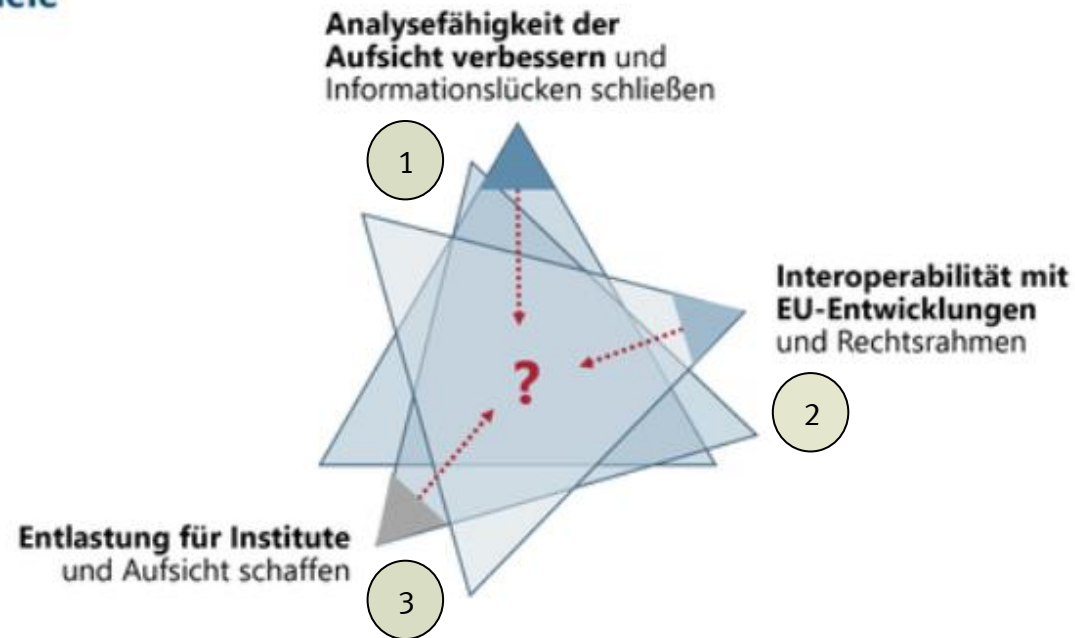 Analysefähigkeit der
Aufsicht verbessern und
Informationslücken schließen
1
Interoperabilität mit
EU-Entwicklungen
und Rechtsrahmen
?
2
Entlastung für Institute
und Aufsicht schaffen
3